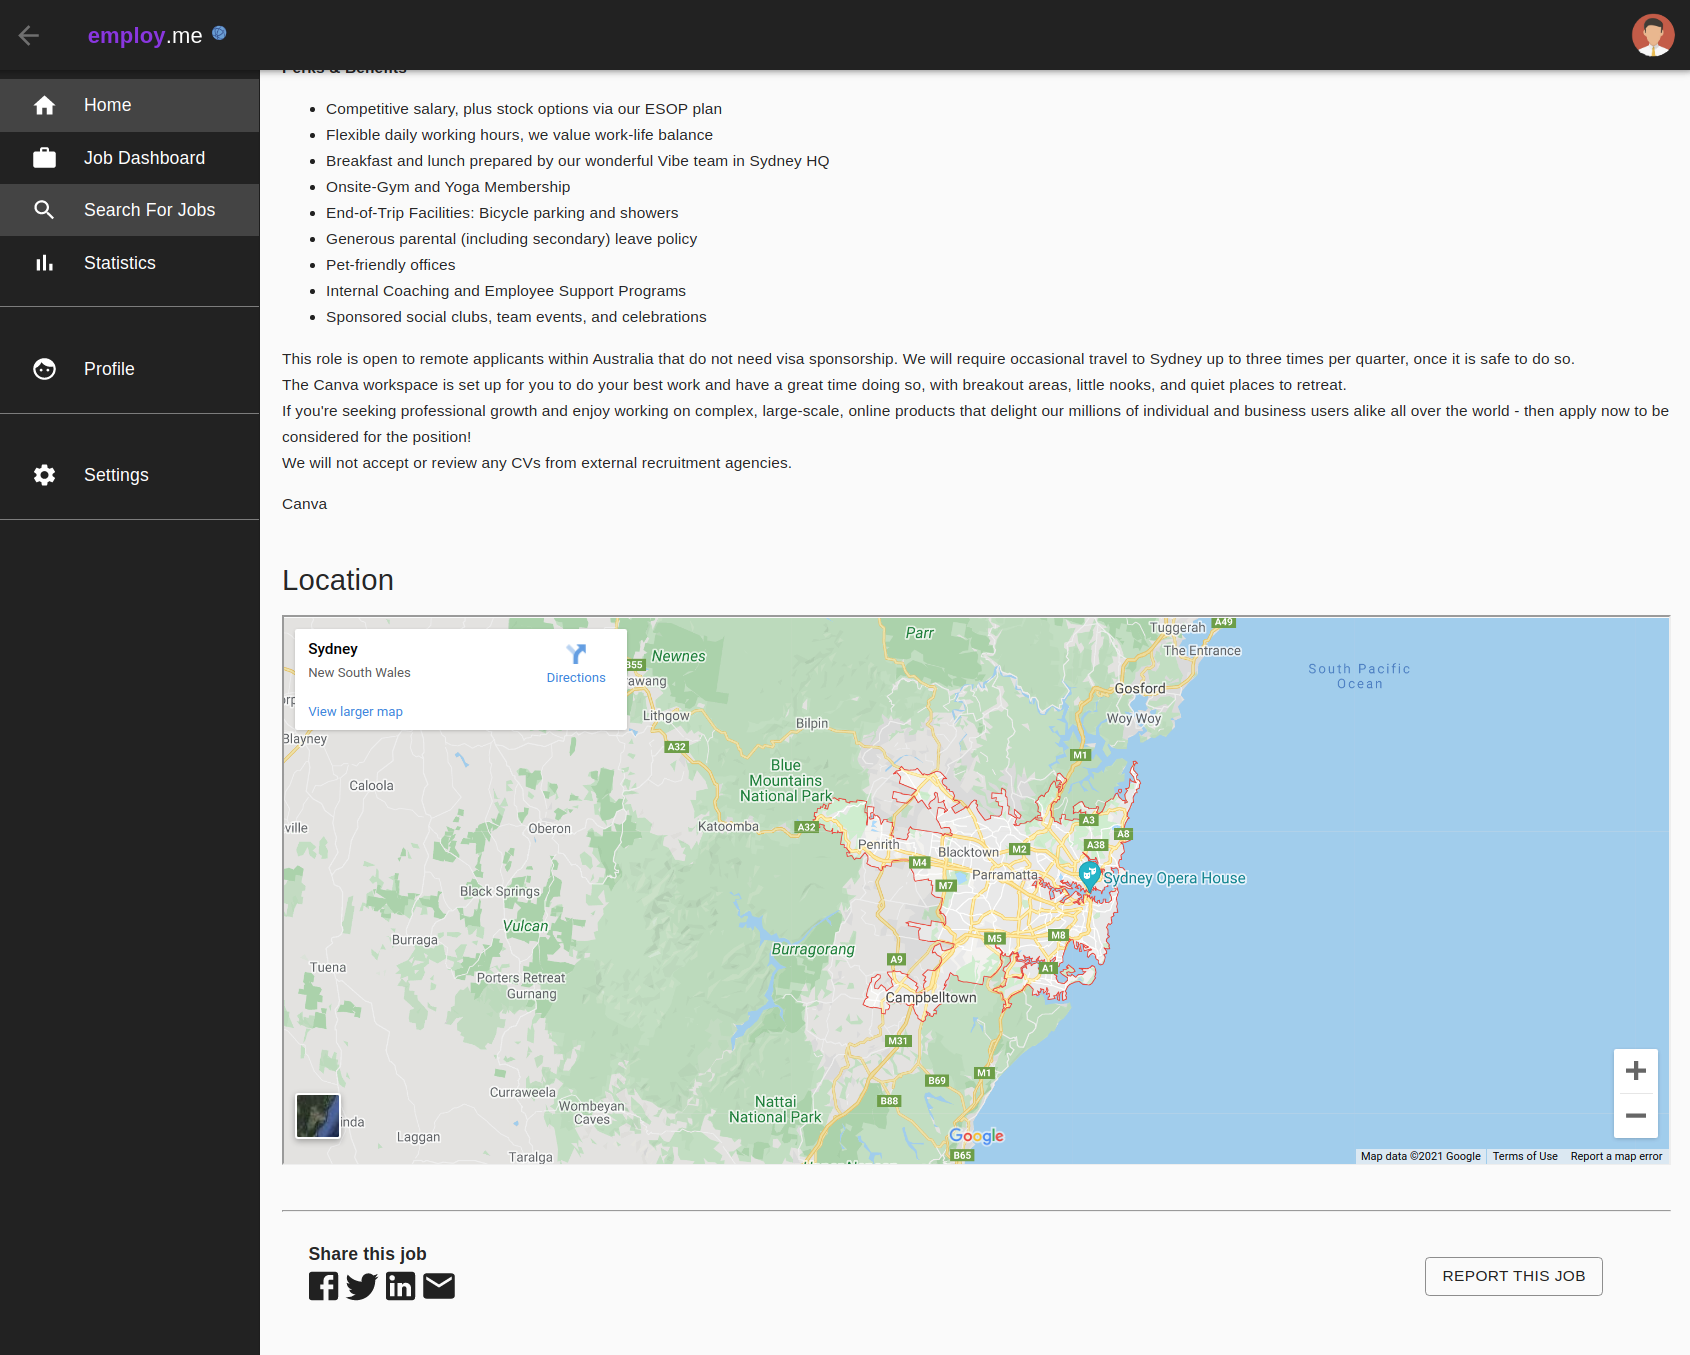 employ.me
Home
Job Dashboard
Search For Jobs
Statistics
Profile
Settings
Perks & Benefits
Competitive salary, plus stock options via our ESOP plan
Flexible daily working hours, we value work-life balance
Breakfast and lunch prepared by our wonderful Vibe team in Sydney HQ
Onsite-Gym and Yoga Membership
End-of-Trip Facilities: Bicycle parking and showers
Generous parental (including secondary) leave policy
Pet-friendly offices
Internal Coaching and Employee Support Programs
Sponsored social clubs, team events, and celebrations
This role is open to remote applicants within Australia that do not need visa sponsorship. We will require occasional travel to Sydney up to three times per quarter, once it is safe to do so.
The Canva workspace is set up for you to do your best work and have a great time doing so, with breakout areas, little nooks, and quiet places to retreat.
If you're seeking professional growth and enjoy working on complex, large-scale, online products that delight our millions of individual and business users alike all over the world - then apply now to be
considered for the position!
We will not accept or review any CVs from external recruitment agencies.
Canva
Location
Sydney
New South Wales
Directions
View larger map
Parr
Tuggerah
A49
The Entrance
Newnes
B55
awang
South Pacific
Ocean
Gosford
Lithgow
Bilpin
Woy Woy
Blayney
A32
M1
Blue
Mountains
National Park
Caloola
ville
Oberon
Katoomba
A32
A3
A8
Penrith
Blacktown
M2
A38
M4
Parramatta
Sydney Opera House
M7
Black Springs
Vulcan
Burraga
Burragorang
M5
M8
A9
A1
Tuena
Porters Retreat
Gurnang
Campbelltown
M31
M1
B69
Curraweela
Wombeyan
Caves
Nattai
National Park
B88
inda
Laggan
Google
Taralga
B65
Map data ©2021 Google
Terms of Use
Report a map error
Share this job
REPORT THIS JOB